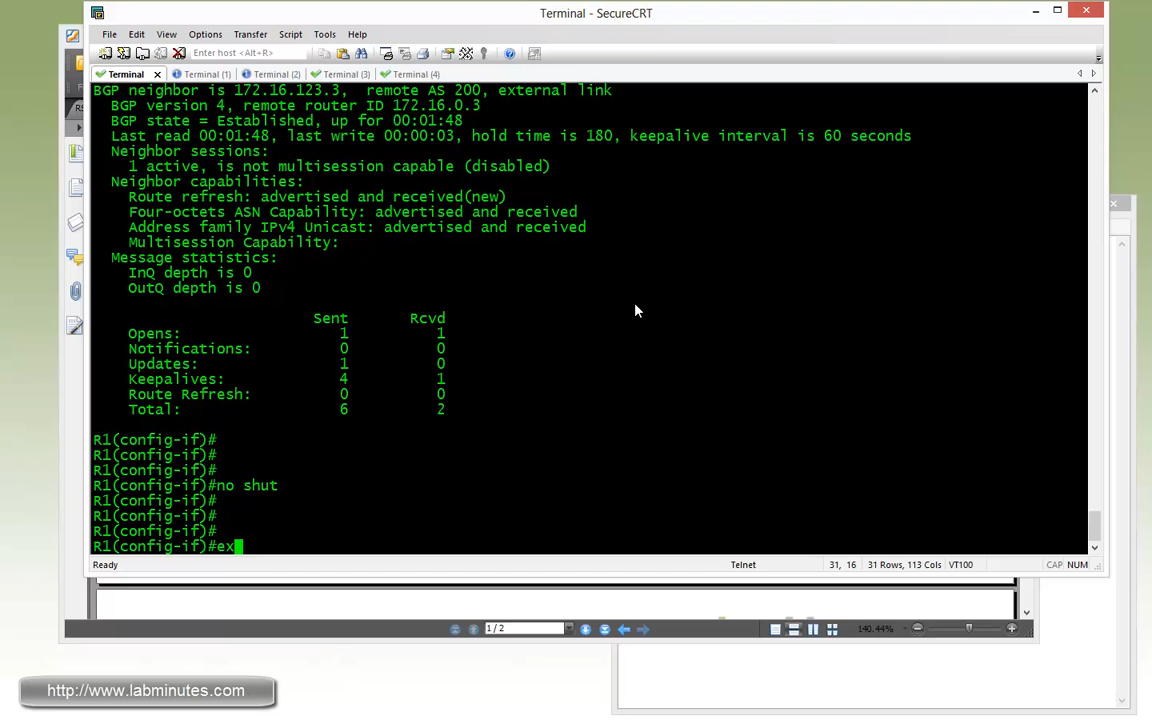 Terminal - SecureCRT
File Edit View Options Transfer Script Tools Help
Enter host <Alt+R>
Terminal Terminal (1) Terminal (2) Terminal (3) Terminal (4)
BGP neighbor is 172.16.123.3,  remote AS 200, external link
  BGP version 4, remote router ID 172.16.0.3
  BGP state = Established, up for 00:01:48
  Last read 00:01:48, last write 00:00:03, hold time is 180, keepalive interval is 60 seconds
  Neighbor sessions:
    1 active, is not multisession capable (disabled)
  Neighbor capabilities:
    Route refresh: advertised and received(new)
    Four-octets ASN Capability: advertised and received
    Address family IPv4 Unicast: advertised and received
    Multisession Capability:
  Message statistics:
    InQ depth is 0
    OutQ depth is 0
                         Sent       Rcvd
    Opens:                  1          1
    Notifications:          0          0
    Updates:                1          0
    Keepalives:             4          1
    Route Refresh:          0          0
    Total:                  6          2
R1(config-if)#
R1(config-if)#
R1(config-if)#
R1(config-if)#no shut
R1(config-if)#
R1(config-if)#
R1(config-if)#
R1(config-if)#ex
Ready Telnet 31, 16 31 Rows, 113 Cols VT100 CAP NUM
1 / 2 140.44%
http://www.labminutes.com